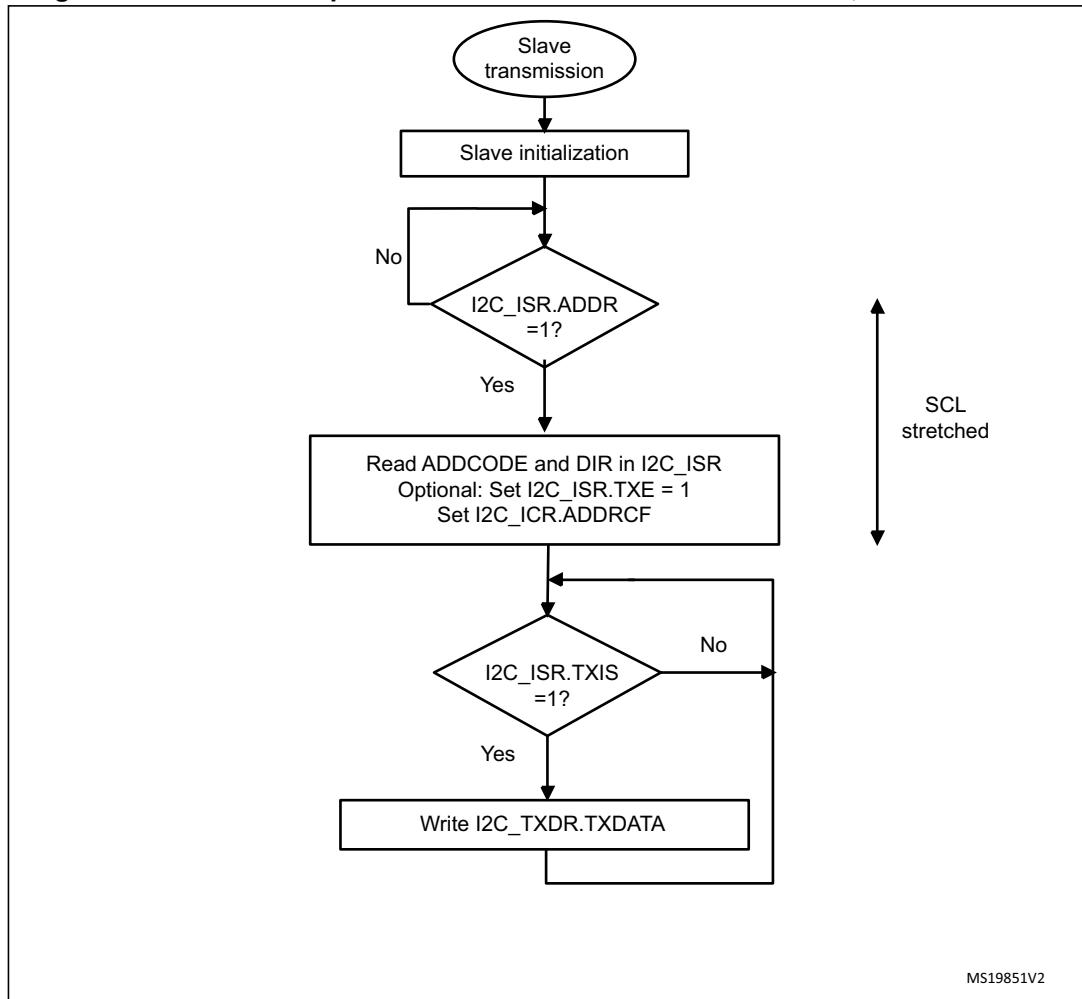 Slave
transmission
Slave initialization
No
I2C_ISR.ADDR
=1?
Yes
SCL
stretched
Read ADDCODE and DIR in I2C_ISR
Optional: Set I2C_ISR.TXE = 1
Set I2C_ICR.ADDRCF
No
I2C_ISR.TXIS
=1?
Yes
Write I2C_TXDR.TXDATA
MS19851V2